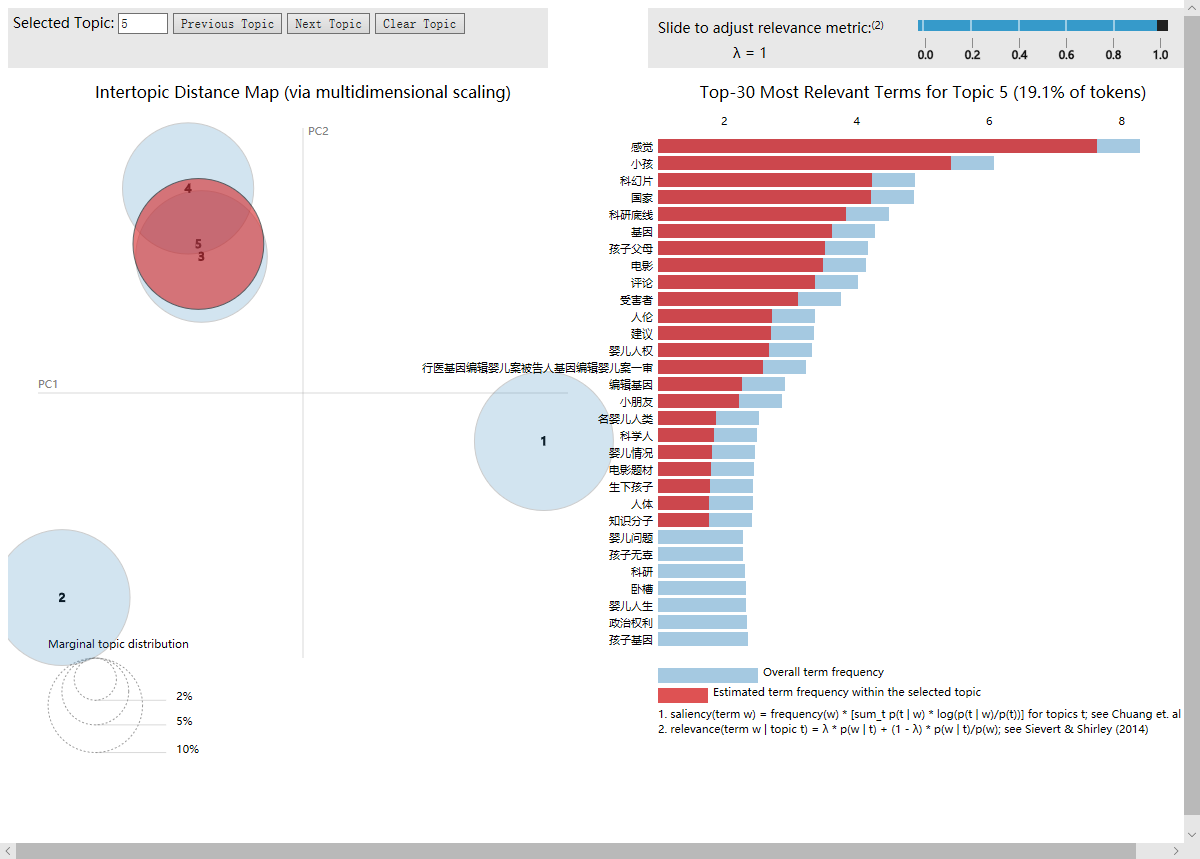 Selected Topic: 5 Previous Topic Next Topic Clear Topic
Slide to adjust relevance metric:(2)
λ = 1
0.0 0.2 0.4 0.6 0.8 1.0
Intertopic Distance Map (via multidimensional scaling)
PC2
4
5
3
PC1
行医基因编辑婴儿案被告人基因编辑婴儿案一审
1
2
Marginal topic distribution
2%
5%
10%
Top-30 Most Relevant Terms for Topic 5 (19.1% of tokens)
2 4 6 8
感觉
小孩
科幻片
国家
科研底线
基因
孩子父母
电影
评论
受害者
人伦
建议
婴儿人权
编辑基因
小朋友
名婴儿人类
科学人
婴儿情况
电影题材
生下孩子
人体
知识分子
婴儿问题
孩子无辜
科研
卧槽
婴儿人生
政治权利
孩子基因
Overall term frequency
Estimated term frequency within the selected topic
1. saliency(term w) = frequency(w) * [sum_t p(t | w) * log(p(t | w)/p(t))] for topics t; see Chuang et. al
2. relevance(term w | topic t) = λ * p(w | t) + (1 - λ) * p(w | t)/p(w); see Sievert & Shirley (2014)